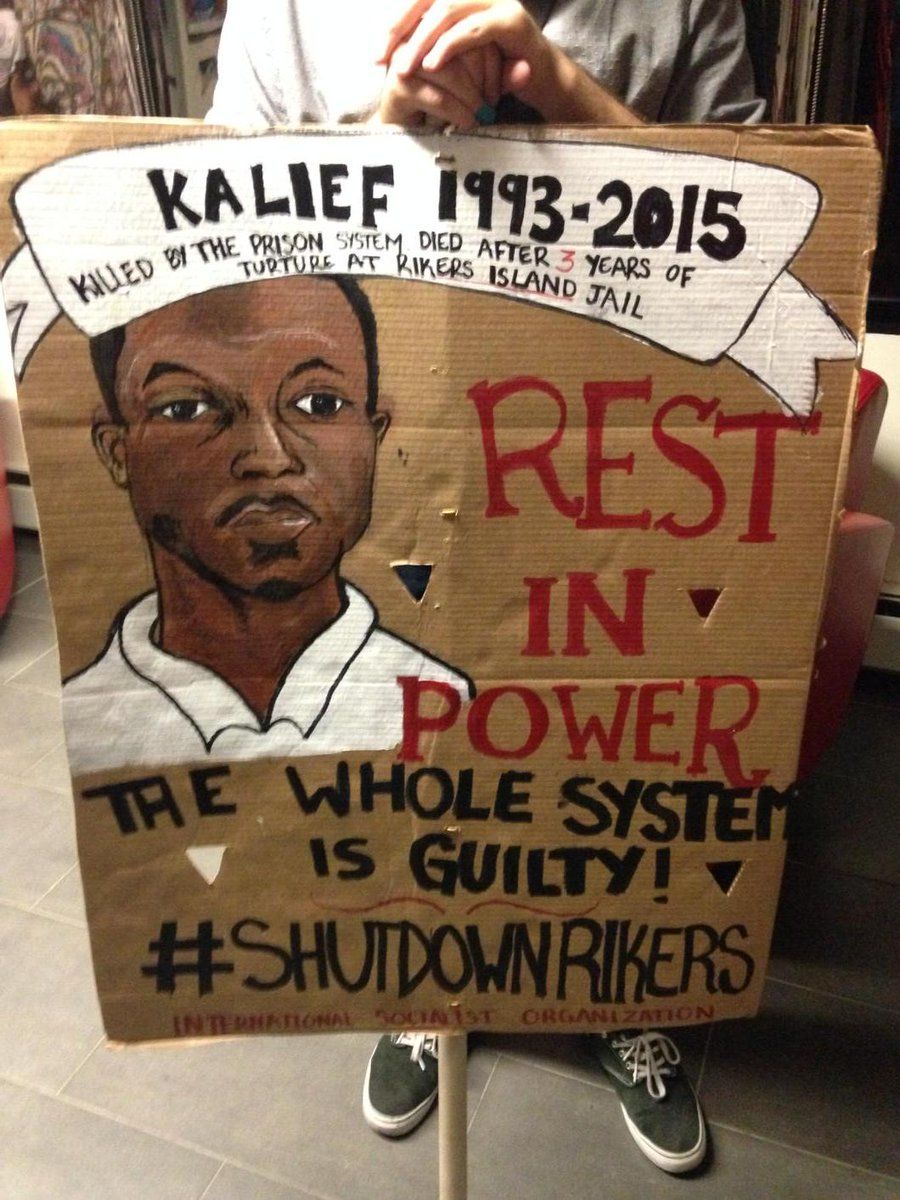 KALIEF 1993-2015
KILLED BY THE PRISON SYSTEM DIED AFTER 3 YEARS OF
TURTURE AT RIKERS ISLAND JAIL
REST
IN
POWER
THE WHOLE SYSTEM
IS GUILTY!
#SHUTDOWNRIKERS
INTERNATIONAL SOCIALIST ORGANIZATION